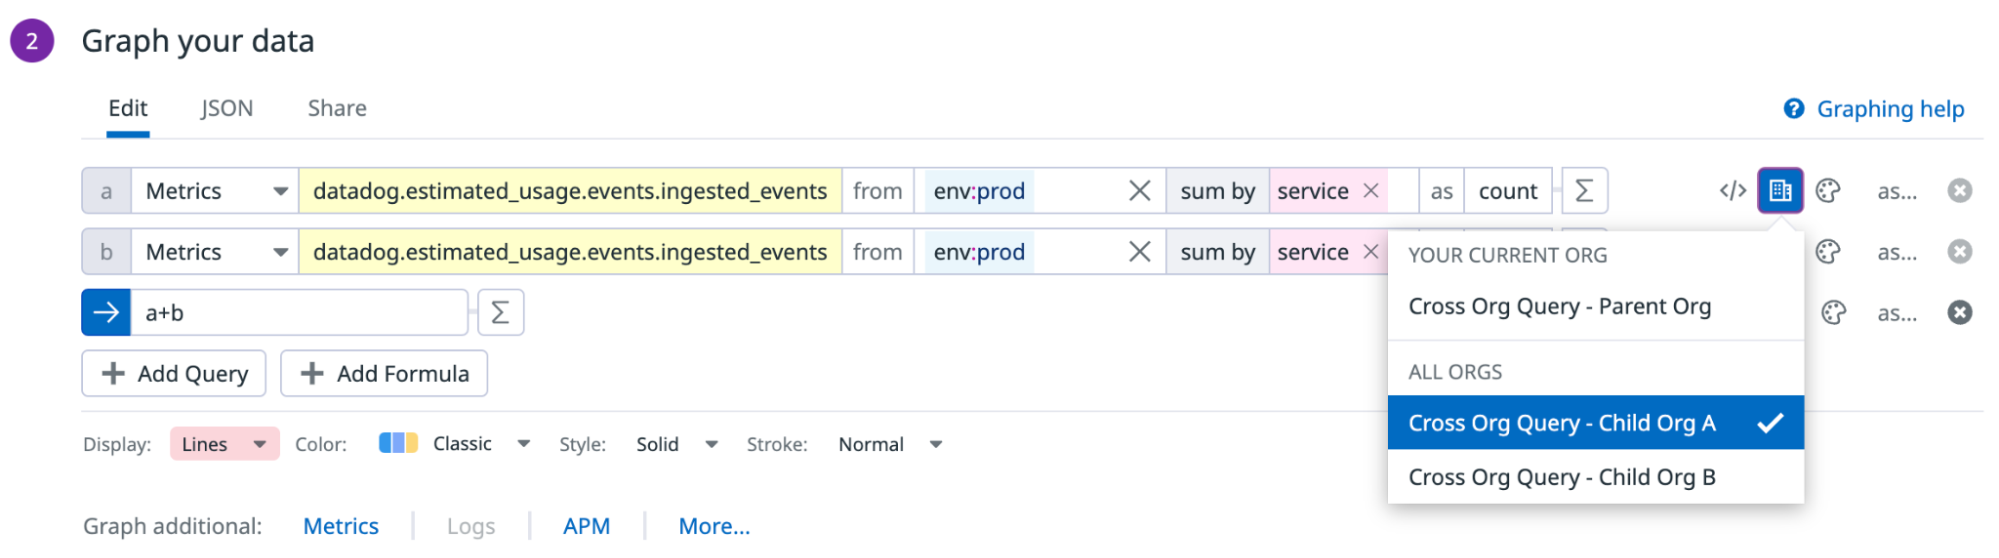 2 Graph your data
Edit JSON Share ? Graphing help
a Metrics datadog.estimated_usage.events.ingested_events from env:prod sum by service as count Σ </> as...
b Metrics datadog.estimated_usage.events.ingested_events from env:prod sum by service as...
YOUR CURRENT ORG
Cross Org Query - Parent Org
a+b Σ as...
ALL ORGS
+ Add Query + Add Formula
Cross Org Query - Child Org A
Cross Org Query - Child Org B
Display: Lines Color: Classic Style: Solid Stroke: Normal
Graph additional: Metrics Logs APM More...